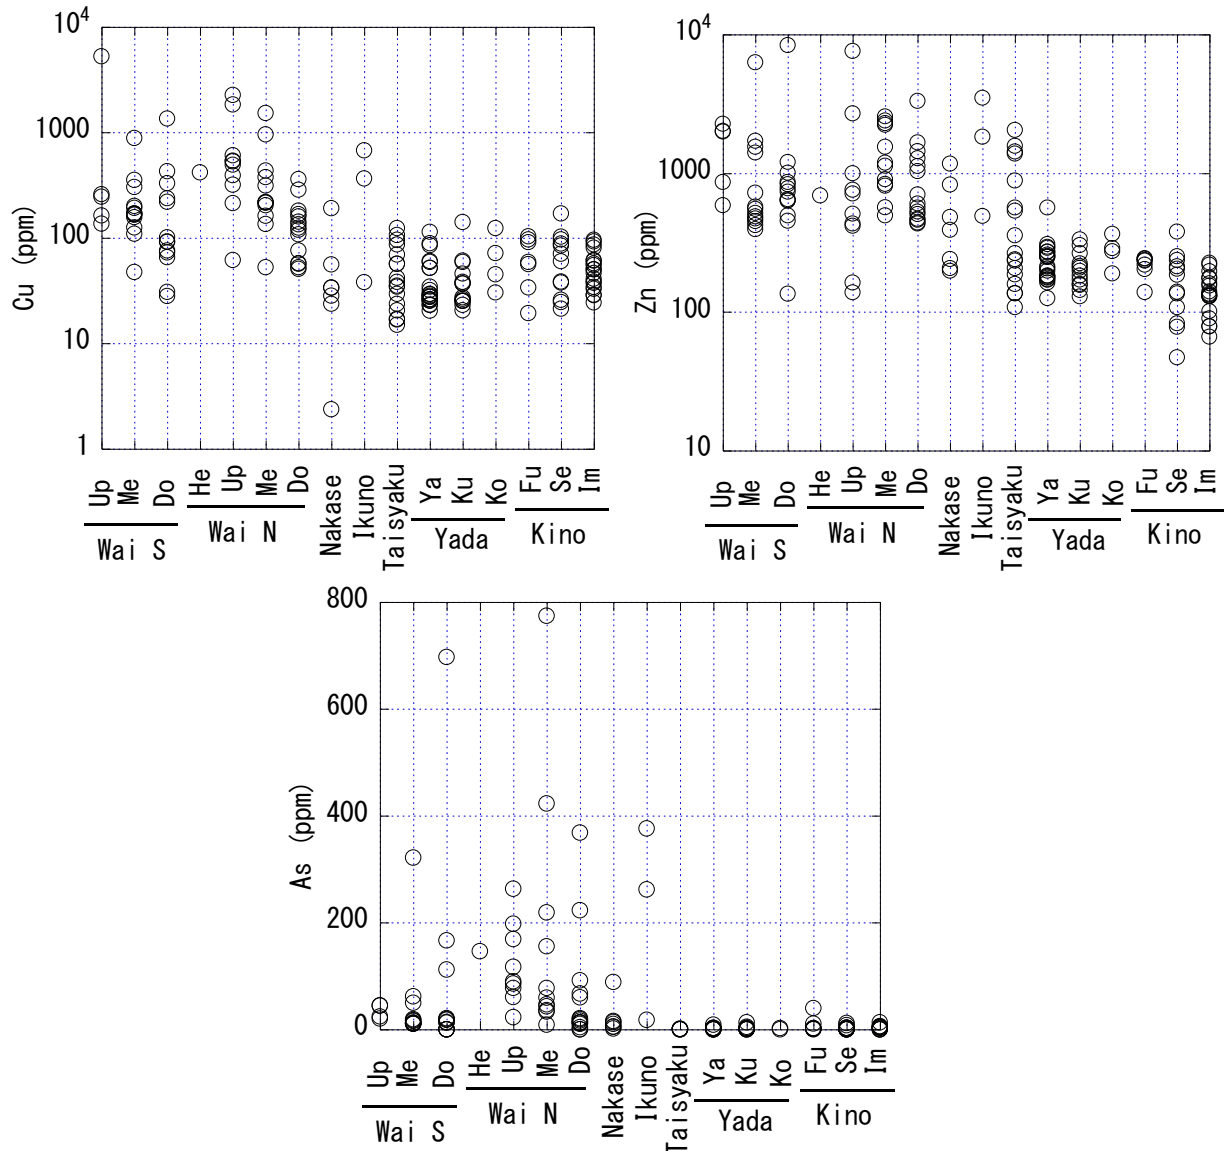 10^4
1000
100
10
1
Cu (ppm)
Up
Me
Do
He
Up
Me
Do
Nakase
Ikuno
Taisyaku
Ya
Ku
Ko
Fu
Se
Im
Wai S
Wai N
Yada
Kino
10^4
1000
100
10
Zn (ppm)
Up
Me
Do
He
Up
Me
Do
Nakase
Ikuno
Taisyaku
Ya
Ku
Ko
Fu
Se
Im
Wai S
Wai N
Yada
Kino
800
600
400
200
0
As (ppm)
Up
Me
Do
He
Up
Me
Do
Nakase
Ikuno
Taisyaku
Ya
Ku
Ko
Fu
Se
Im
Wai S
Wai N
Yada
Kino